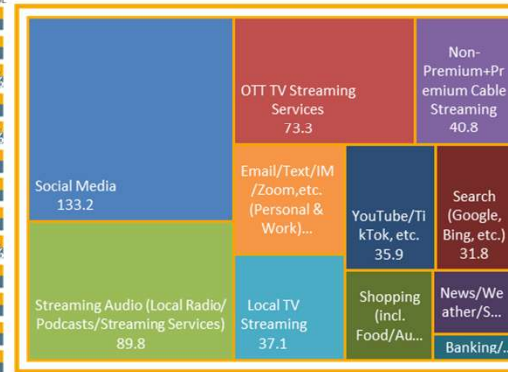 Social Media
133.2
Streaming Audio (Local Radio/
Podcasts/Streaming Services)
89.8
OTT TV Streaming
Services
73.3
Non-
Premium+Pr
emium Cable
Streaming
40.8
Email/Text/IM
/Zoom,etc.
(Personal &
Work)...
Local TV
Streaming
37.1
YouTube/Ti
kTok, etc.
35.9
Search
(Google,
Bing, etc.)
31.8
Shopping
(incl.
Food/Au...
News/We
ather/S...
Banking/..